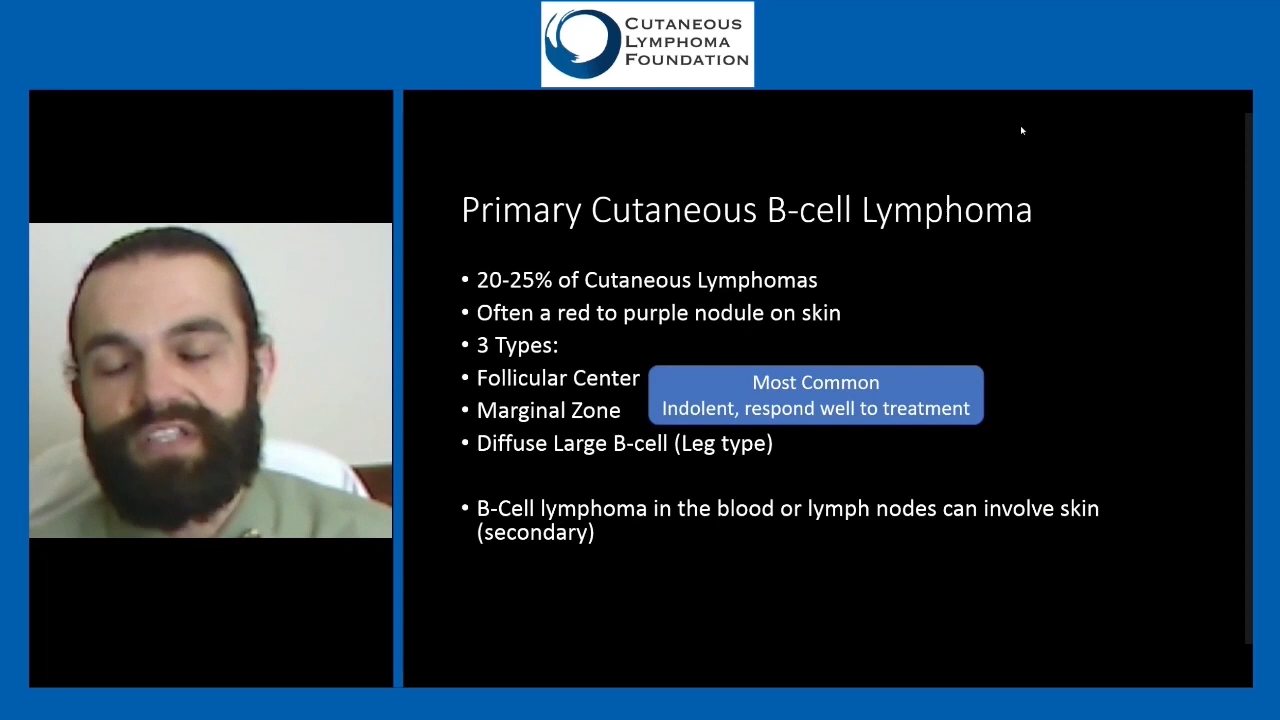 CUTANEOUS
LYMPHOMA
FOUNDATION
Primary Cutaneous B-cell Lymphoma
• 20-25% of Cutaneous Lymphomas
• Often a red to purple nodule on skin
• 3 Types:
• Follicular Center
• Marginal Zone
Most Common
Indolent, respond well to treatment
• Diffuse Large B-cell (Leg type)
• B-Cell lymphoma in the blood or lymph nodes can involve skin
(secondary)